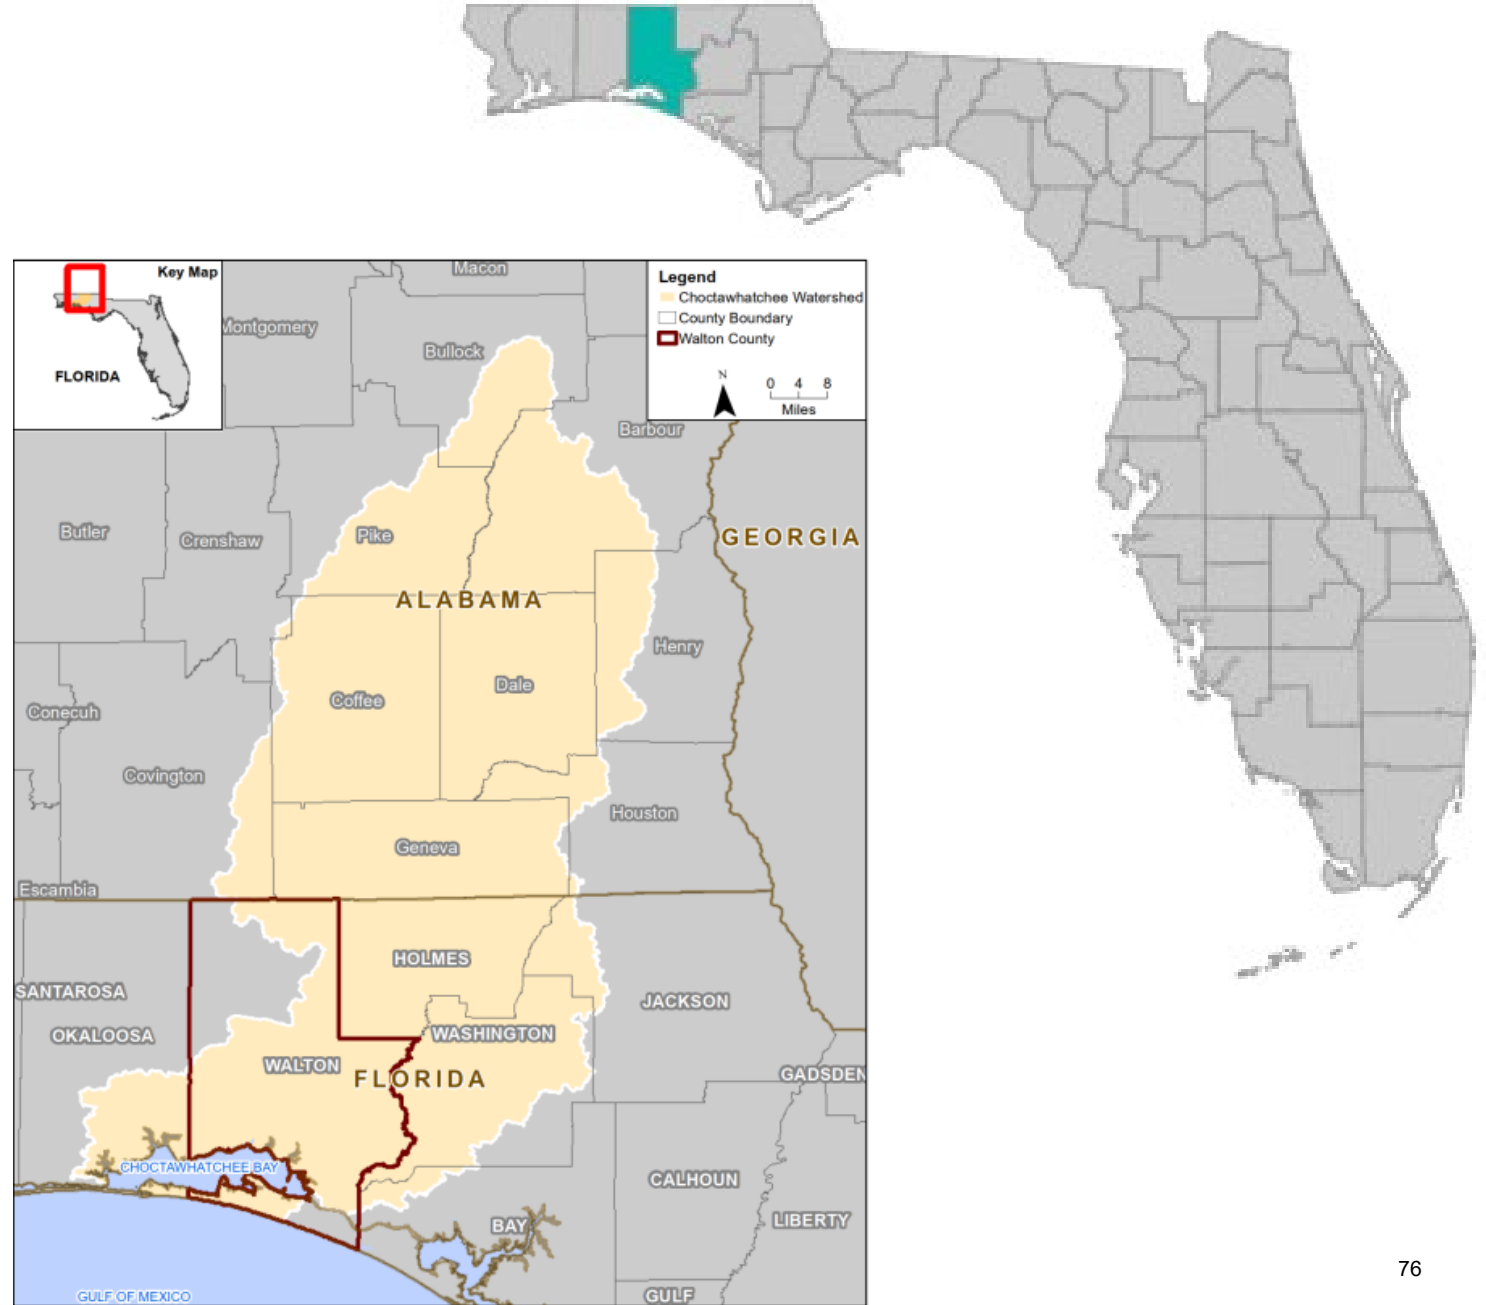 Key Map
FLORIDA
Legend
Choctawhatchee Watershed
County Boundary
Walton County
N
0 4 8
Miles
Macon
Montgomery
Bullock
Barbour
Butler
Crenshaw
Pike
GEORGIA
ALABAMA
Henry
Conecuh
Coffee
Dale
Covington
Houston
Geneva
Escambia
HOLMES
SANTAROSA
JACKSON
OKALOOSA
WASHINGTON
WALTON
FLORIDA
GADSDEN
CHOCTAWHATCHEE BAY
CALHOUN
LIBERTY
BAY
GULF OF MEXICO
GULF
76